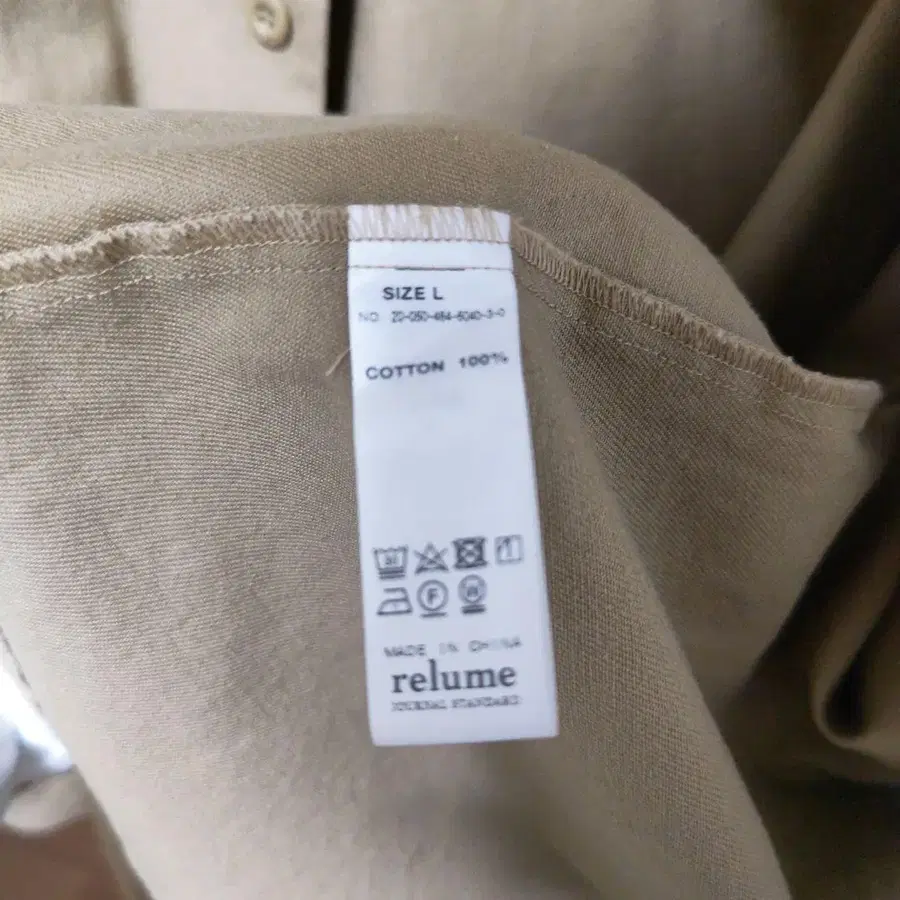 SIZE L
NO. 20-050-464-6040-3-0
COTTON 100%
F
W
MADE IN CHINA
relume
JOURNAL STANDARD